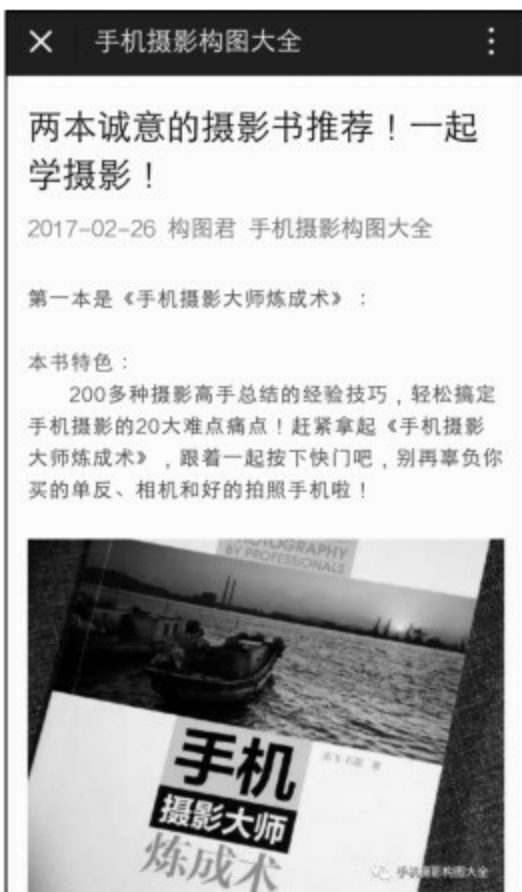 手机摄影构图大全
两本诚意的摄影书推荐！一起
学摄影！
2017-02-26 构图君 手机摄影构图大全
第一本是《手机摄影大师炼成术》：
本书特色：
200多种摄影高手总结的经验技巧，轻松搞定
手机摄影的20大难点痛点！赶紧拿起《手机摄影
大师炼成术》，跟着一起按下快门吧，别再辜负你
买的单反、相机和好的拍照手机啦！
PHOTOGRAPHY
BY PROFESSIONALS
手机
摄影大师
炼成术
手机摄影构图大全